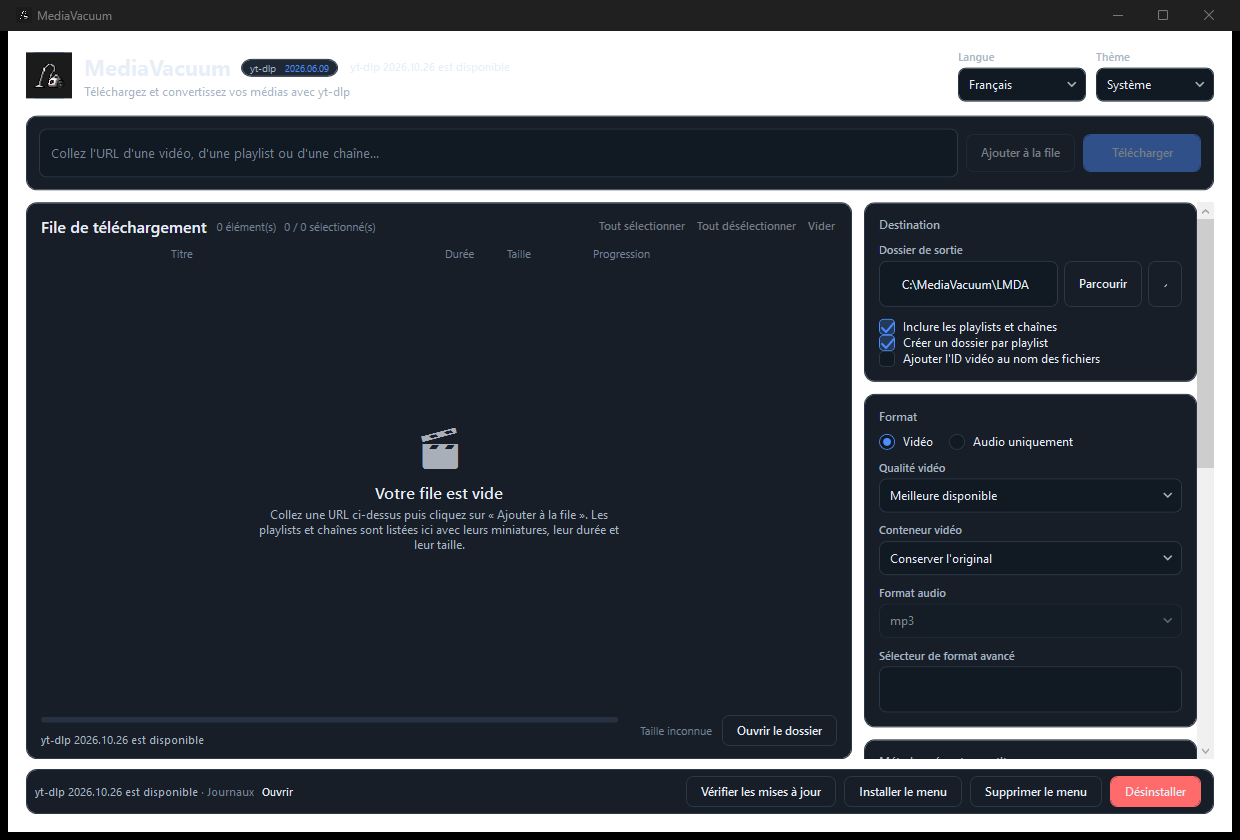 MediaVacuum
MediaVacuum yt-dlp 2026.06.09 yt-dlp 2026.10.26 est disponible
Téléchargez et convertissez vos médias avec yt-dlp
Langue Thème
Français Système
Collez l'URL d'une vidéo, d'une playlist ou d'une chaîne... Ajouter à la file Télécharger
File de téléchargement 0 élément(s) 0 / 0 sélectionné(s) Tout sélectionner Tout désélectionner Vider
Titre Durée Taille Progression
Votre file est vide
Collez une URL ci-dessus puis cliquez sur « Ajouter à la file ». Les
playlists et chaînes sont listées ici avec leurs miniatures, leur durée et
leur taille.
Taille inconnue Ouvrir le dossier
yt-dlp 2026.10.26 est disponible
Destination
Dossier de sortie
C:\MediaVacuum\LMDA Parcourir
Inclure les playlists et chaînes
Créer un dossier par playlist
Ajouter l'ID vidéo au nom des fichiers
Format
Vidéo Audio uniquement
Qualité vidéo
Meilleure disponible
Conteneur vidéo
Conserver l'original
Format audio
mp3
Sélecteur de format avancé
yt-dlp 2026.10.26 est disponible · Journaux Ouvrir Vérifier les mises à jour Installer le menu Supprimer le menu Désinstaller